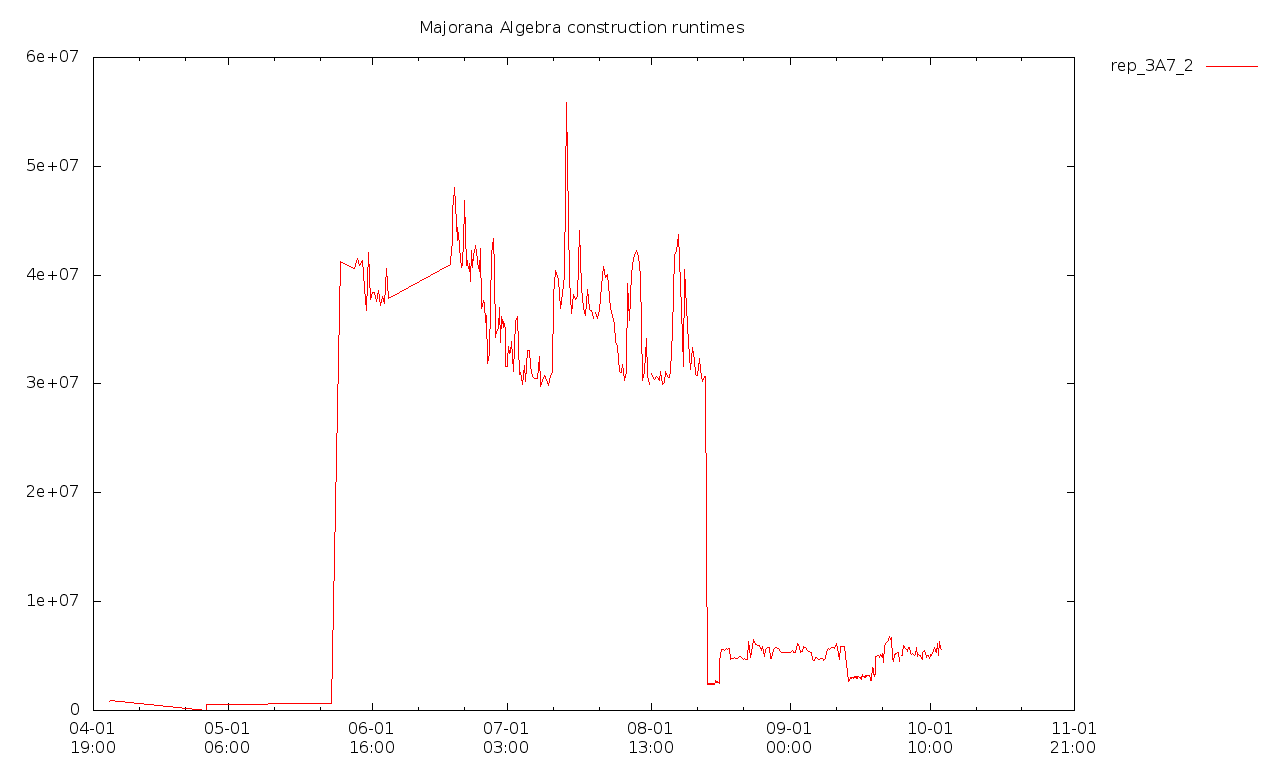 Majorana Algebra construction runtimes
rep_3A7_2
6e+07
5e+07
4e+07
3e+07
2e+07
1e+07
0
04-01 05-01 06-01 07-01 08-01 09-01 10-01 11-01
19:00 06:00 16:00 03:00 13:00 00:00 10:00 21:00